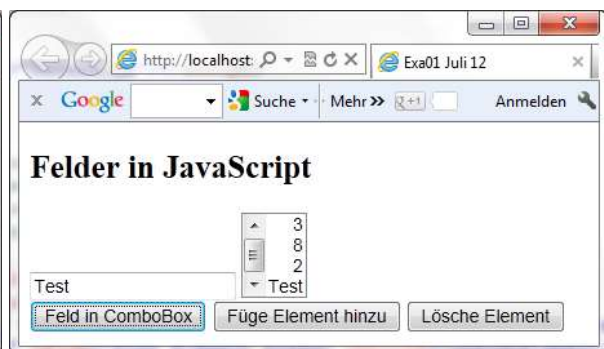 http://localhost:
Exa01 Juli 12
x Google Suche Mehr » +1 Anmelden
Felder in JavaScript
3
8
2
Test Test
Feld in ComboBox Füge Element hinzu Lösche Element